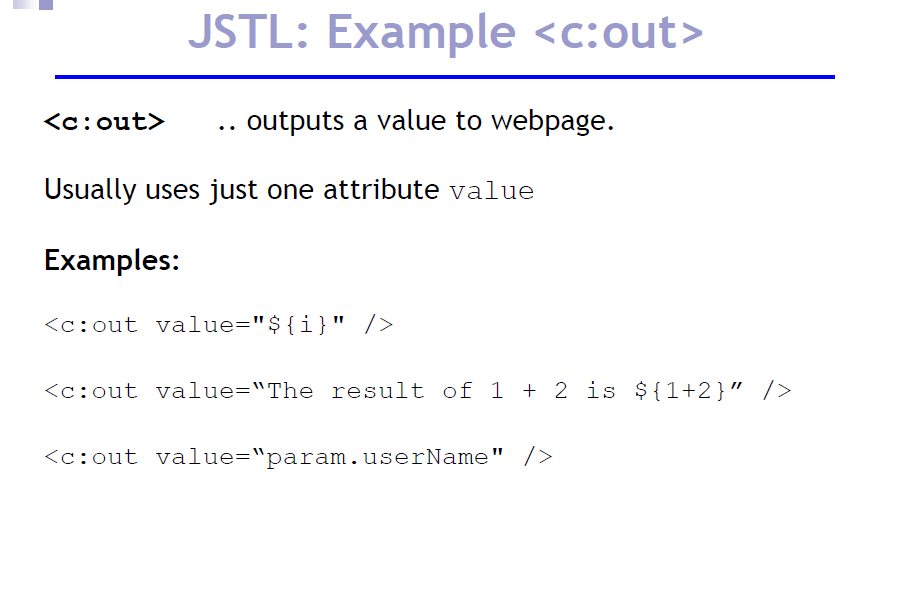 JSTL: Example <c:out>
<c:out> .. outputs a value to webpage.
Usually uses just one attribute value
Examples:
<c:out value="${i}" />
<c:out value=“The result of 1 + 2 is ${1+2}” />
<c:out value=“param.userName" />